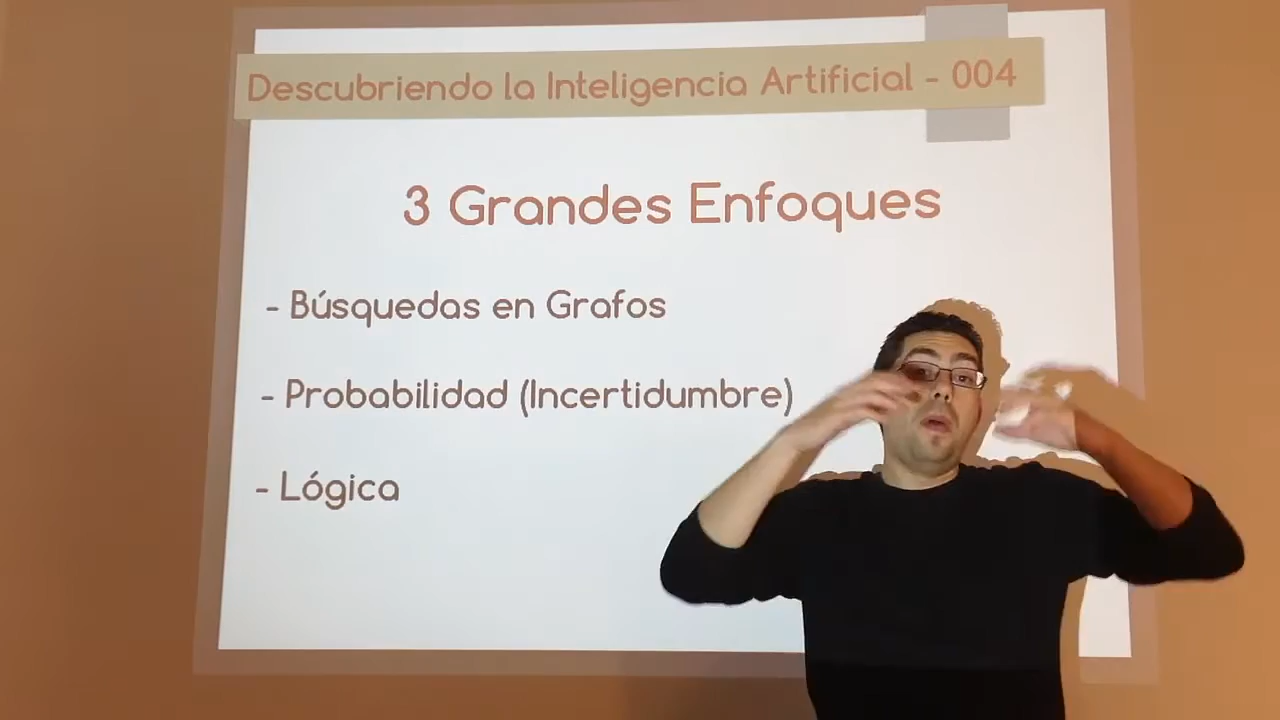 Descubriendo la Inteligencia Artificial - 004
3 Grandes Enfoques
- Búsquedas en Grafos
- Probabilidad (Incertidumbre)
- Lógica